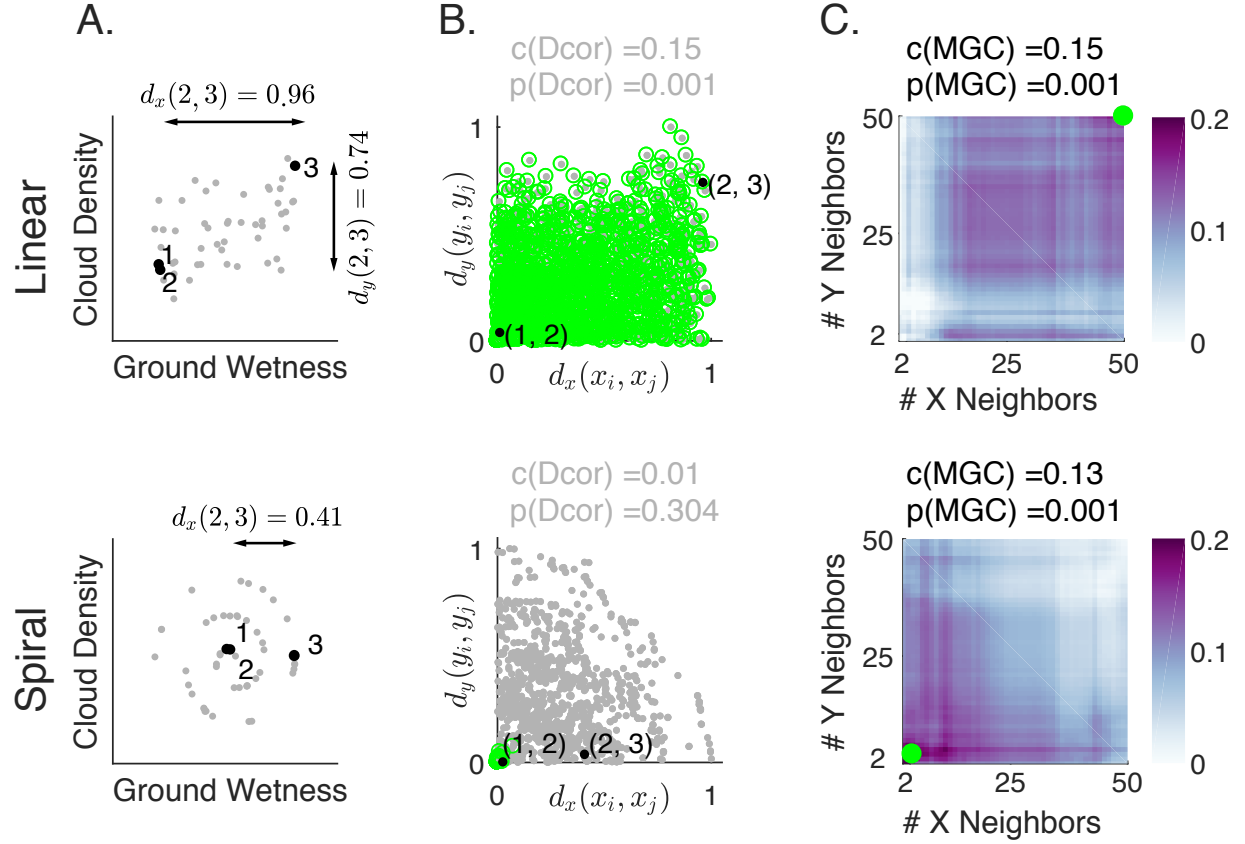 A.
B.
C.
Linear
d_x(2, 3) = 0.96
d_y(2, 3) = 0.74
Cloud Density
Ground Wetness
1
2
3
c(Dcor) =0.15
p(Dcor) =0.001
d_y(y_i, y_j)
1
0
(2, 3)
(1, 2)
0
1
d_x(x_i, x_j)
c(MGC) =0.15
p(MGC) =0.001
# Y Neighbors
50
25
2
2
25
50
# X Neighbors
0.2
0.1
0
Spiral
d_x(2, 3) = 0.41
Cloud Density
Ground Wetness
1
2
3
c(Dcor) =0.01
p(Dcor) =0.304
d_y(y_i, y_j)
1
0
(1, 2)
(2, 3)
0
1
d_x(x_i, x_j)
c(MGC) =0.13
p(MGC) =0.001
# Y Neighbors
50
25
2
2
25
50
# X Neighbors
0.2
0.1
0